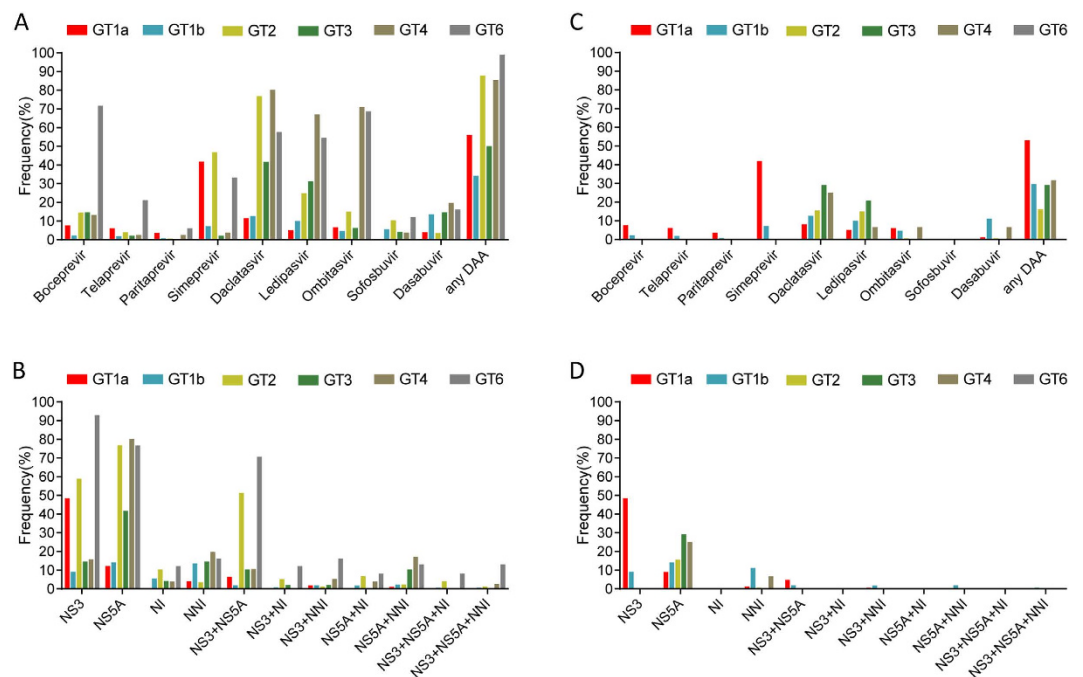 A
GT1a GT1b GT2 GT3 GT4 GT6
Frequency(%)
100
90
80
70
60
50
40
30
20
10
0
Boceprevir Telaprevir Paritaprevir Simeprevir Daclatasvir Ledipasvir Ombitasvir Sofosbuvir Dasabuvir any DAA
C
GT1a GT1b GT2 GT3 GT4 GT6
Frequency(%)
100
90
80
70
60
50
40
30
20
10
0
Boceprevir Telaprevir Paritaprevir Simeprevir Daclatasvir Ledipasvir Ombitasvir Sofosbuvir Dasabuvir any DAA
B
GT1a GT1b GT2 GT3 GT4 GT6
Frequency(%)
100
90
80
70
60
50
40
30
20
10
0
NS3 NS5A NI NNI NS3+NS5A NS3+NI NS3+NNI NS5A+NI NS5A+NNI NS3+NS5A+NI NS3+NS5A+NNI
D
GT1a GT1b GT2 GT3 GT4 GT6
Frequency(%)
100
90
80
70
60
50
40
30
20
10
0
NS3 NS5A NI NNI NS3+NS5A NS3+NI NS3+NNI NS5A+NI NS5A+NNI NS3+NS5A+NI NS3+NS5A+NNI